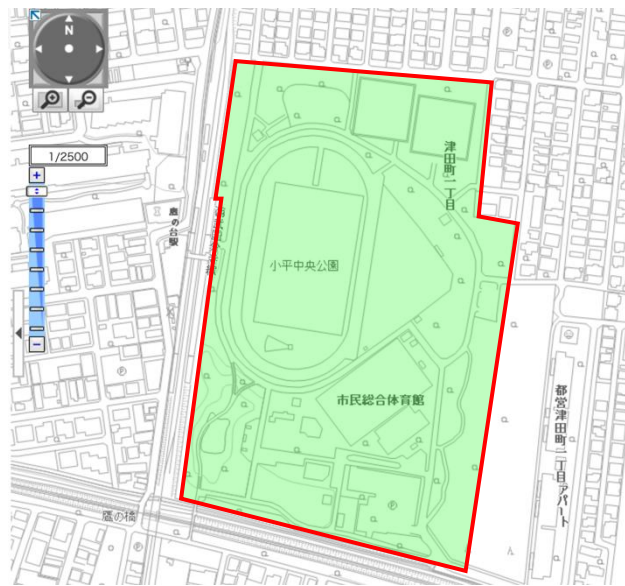 N
1/2500
津田町一丁目
鷹の台駅
小平中央公園
市民総合体育館
都営津田町一丁目アパート
鷹の橋